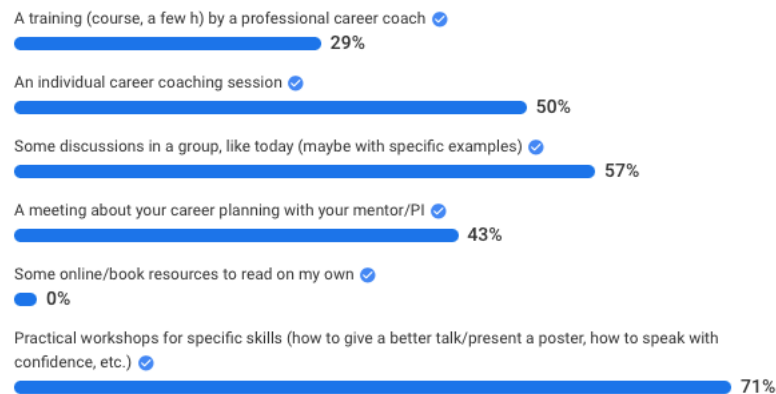 A training (course, a few h) by a professional career coach
29%
An individual career coaching session
50%
Some discussions in a group, like today (maybe with specific examples)
57%
A meeting about your career planning with your mentor/PI
43%
Some online/book resources to read on my own
0%
Practical workshops for specific skills (how to give a better talk/present a poster, how to speak with
confidence, etc.)
71%